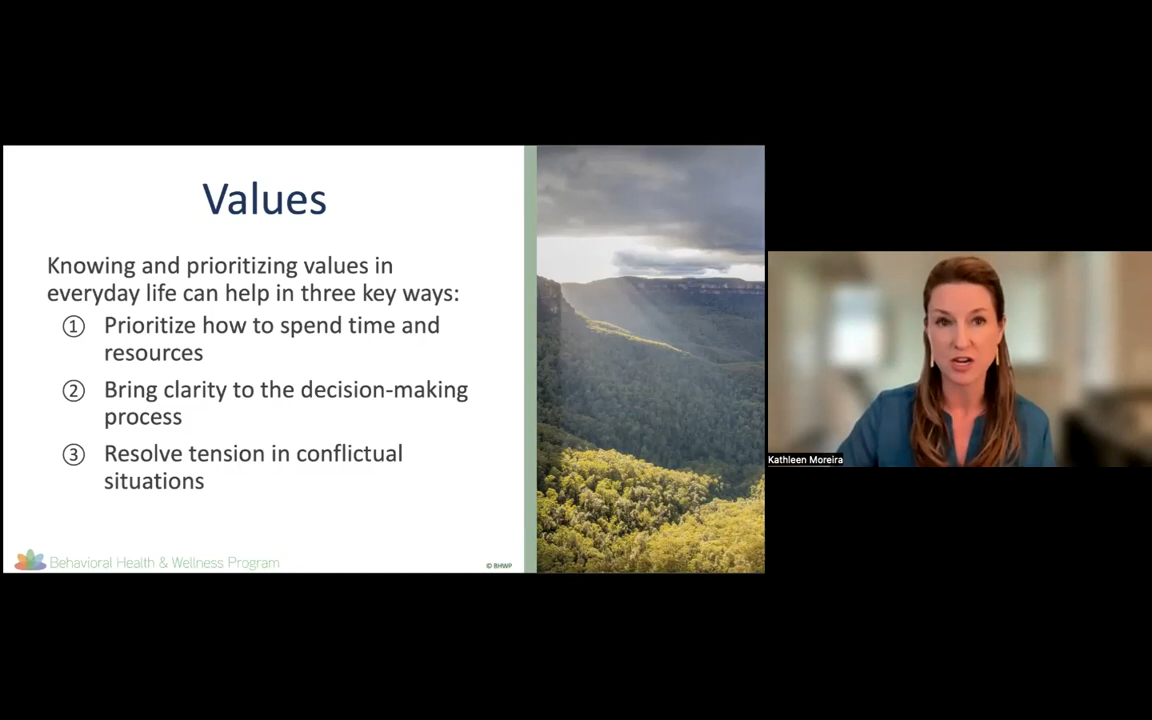 Values
Knowing and prioritizing values in
everyday life can help in three key ways:
① Prioritize how to spend time and
resources
② Bring clarity to the decision-making
process
③ Resolve tension in conflictual
situations
Behavioral Health & Wellness Program
© BHWP
Kathleen Moreira